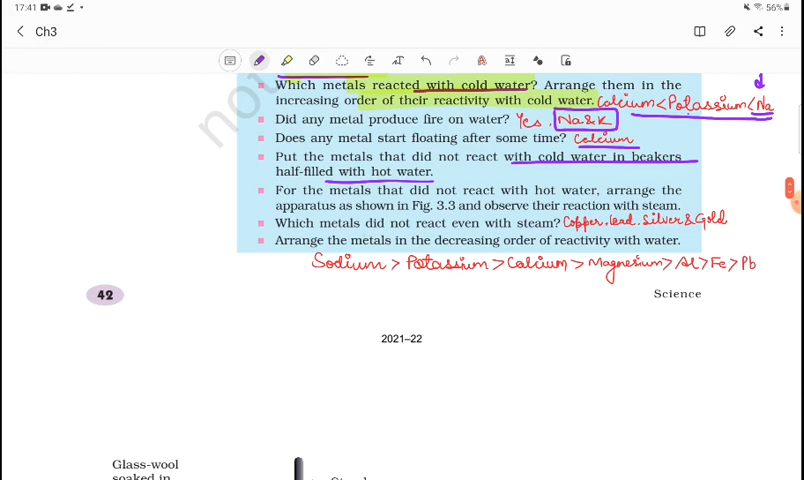 17:41
56%
Ch3
Which metals reacted with cold water? Arrange them in the
increasing order of their reactivity with cold water. Calcium<Potassium<Na
Did any metal produce fire on water? Yes, Na&K
Does any metal start floating after some time? Calcium
Put the metals that did not react with cold water in beakers
half-filled with hot water.
For the metals that did not react with hot water, arrange the
apparatus as shown in Fig. 3.3 and observe their reaction with steam.
Which metals did not react even with steam? Copper, Lead, Silver & Gold
Arrange the metals in the decreasing order of reactivity with water.
Sodium > Potassium > Calcium > Magnesium > Al > Fe > Pb
42
Science
2021–22
Glass-wool
soaked in